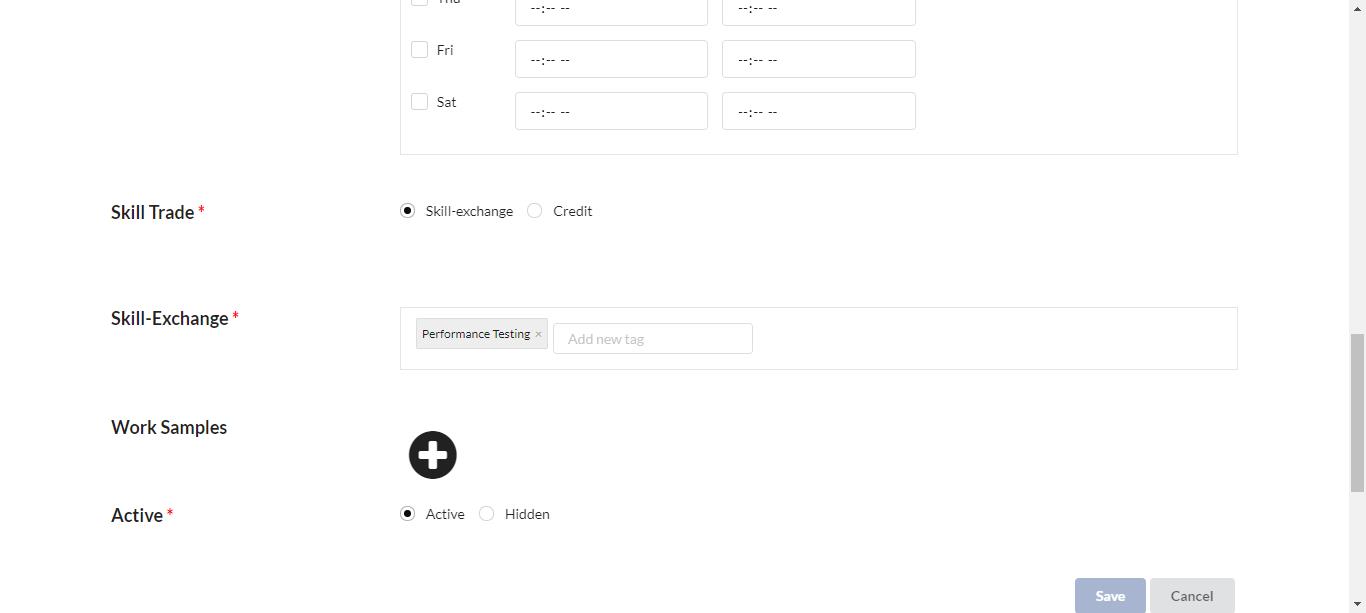 Thu
--:-- -- --:-- --
Fri
--:-- -- --:-- --
Sat
--:-- -- --:-- --
Skill Trade * Skill-exchange Credit
Skill-Exchange * Performance Testing × Add new tag
Work Samples
Active * Active Hidden
Save Cancel